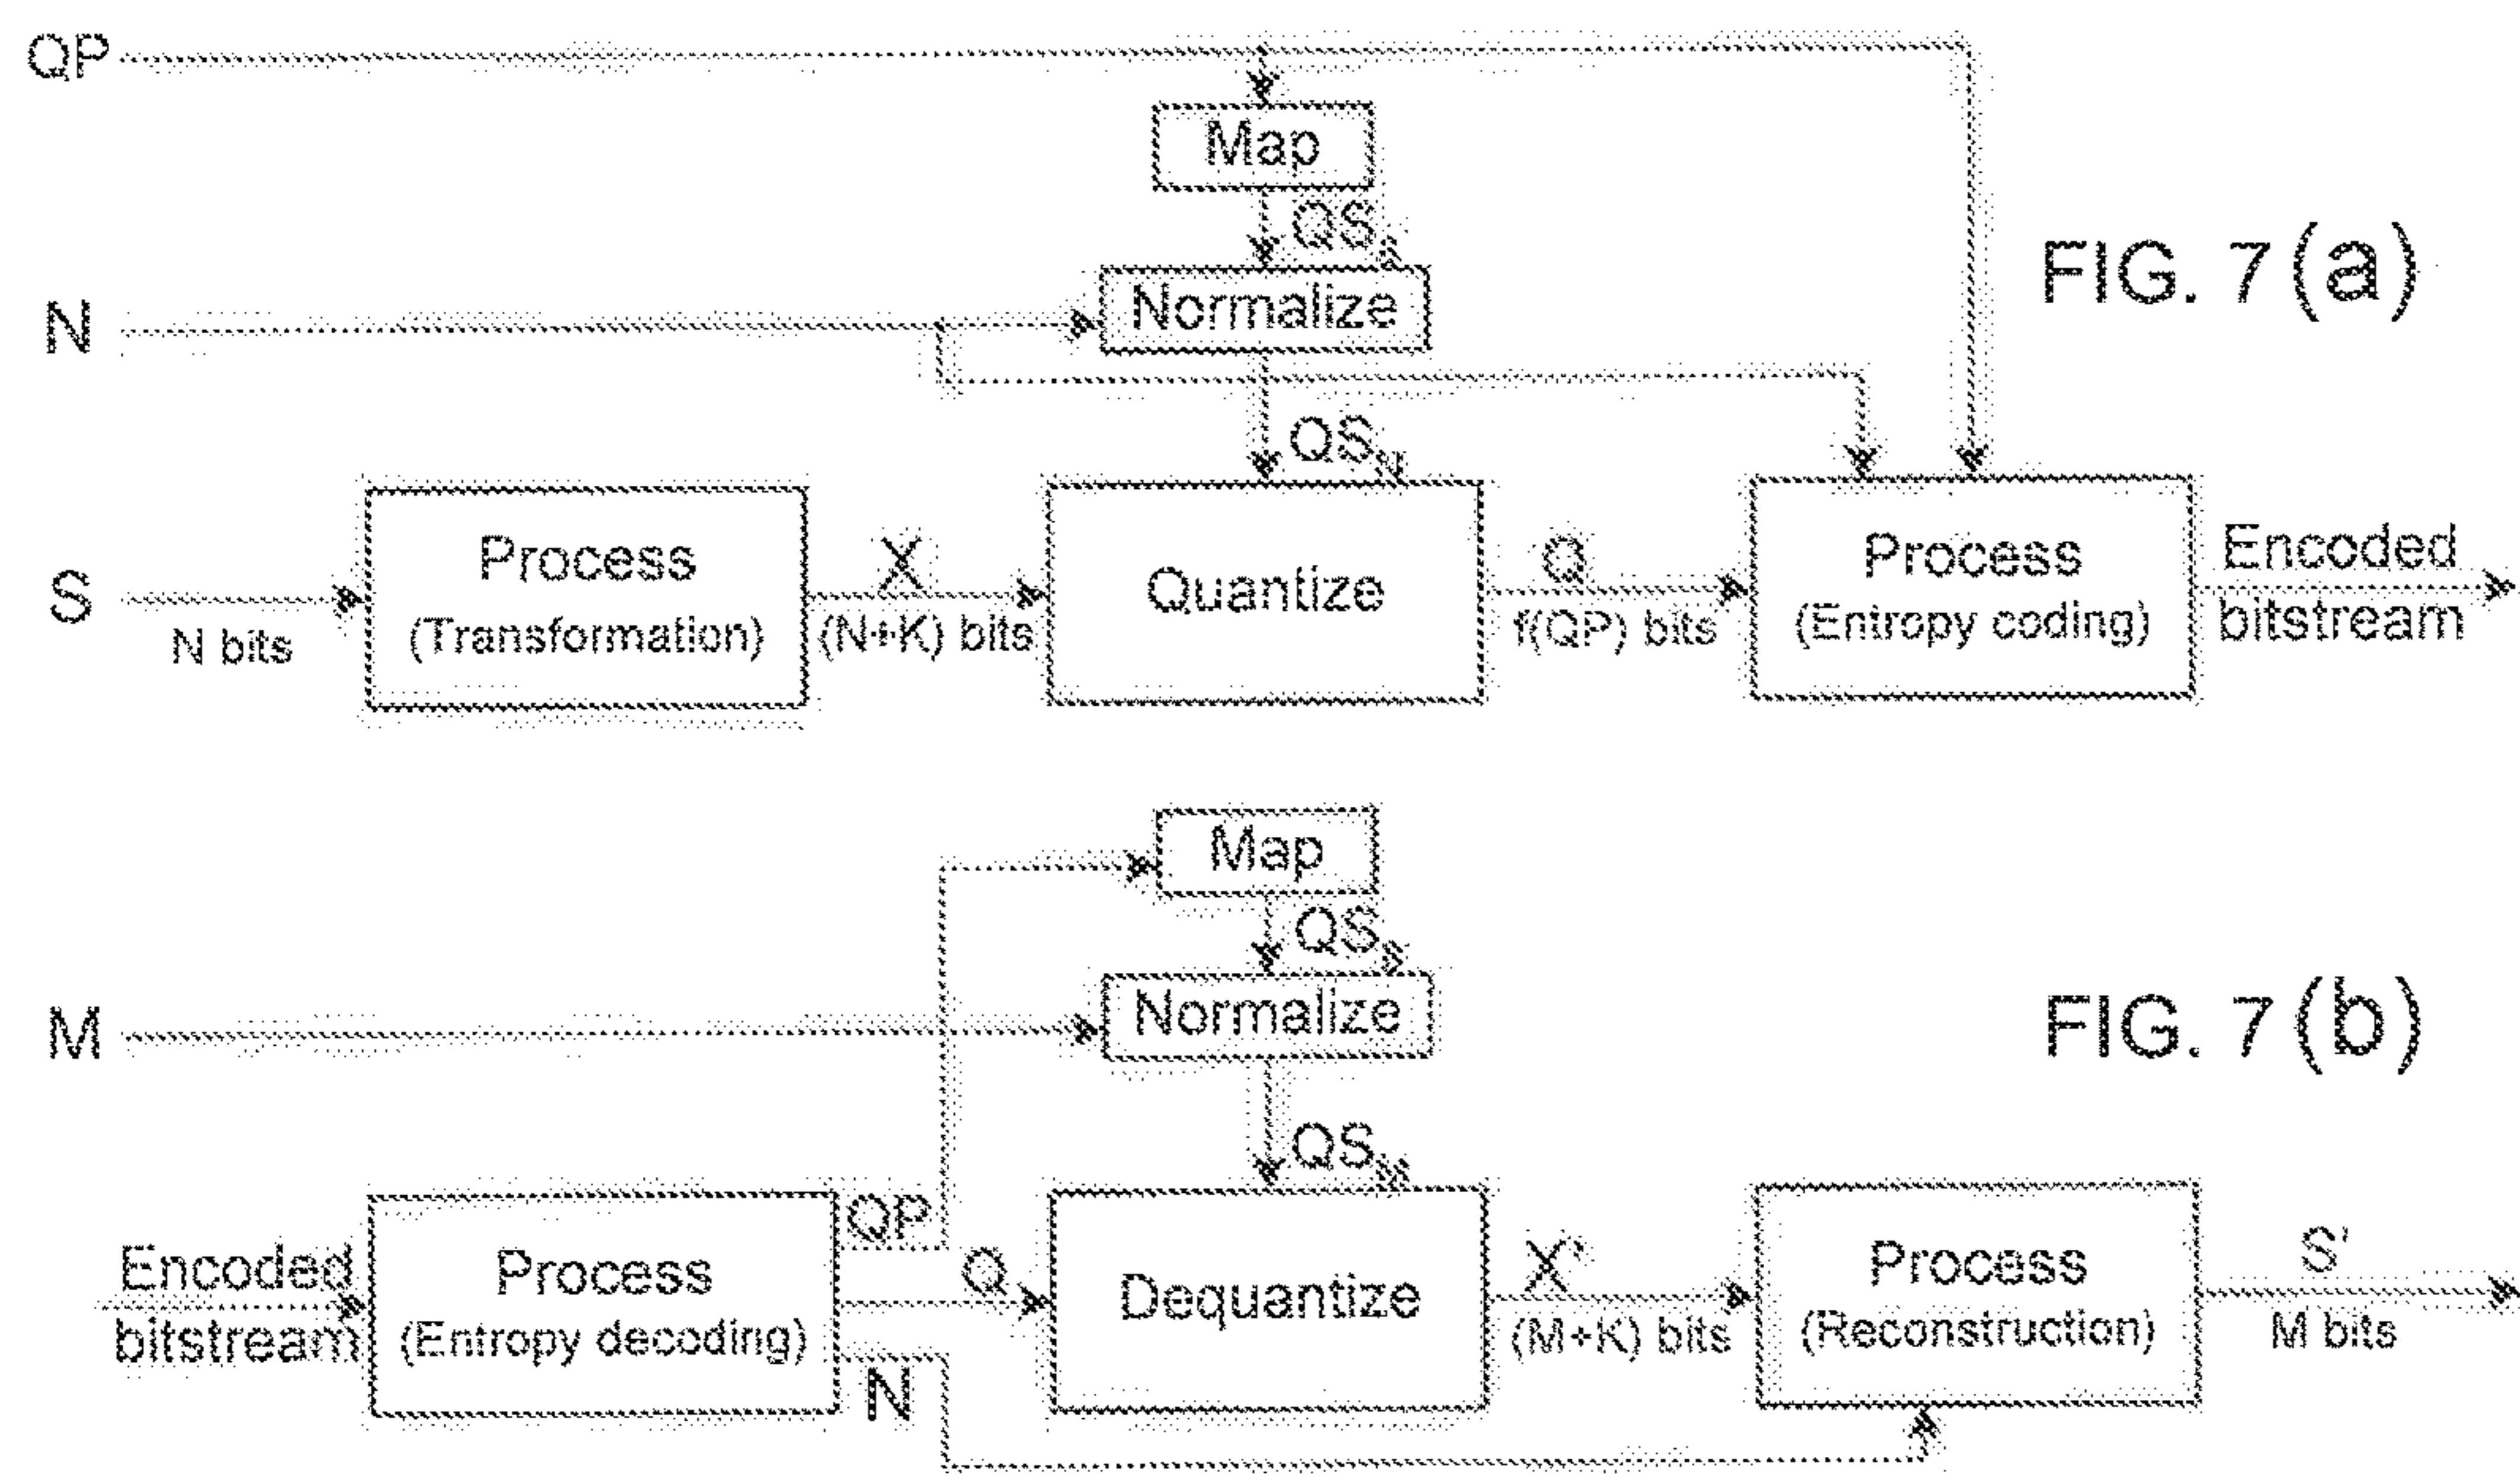 QP
Map
QS
N
Normalize
FIG. 7 (a)
QS
N
S
N bits
Process
(Transformation)
X
(N+K) bits
Quantize
Q
f(QP) bits
Process
(Entropy coding)
Encoded
bitstream
Map
QS
M
Normalize
FIG. 7 (b)
QS
Encoded
bitstream
Process
(Entropy decoding)
QP
Q
N
Dequantize
X'
(M+K) bits
Process
(Reconstruction)
S'
M bits